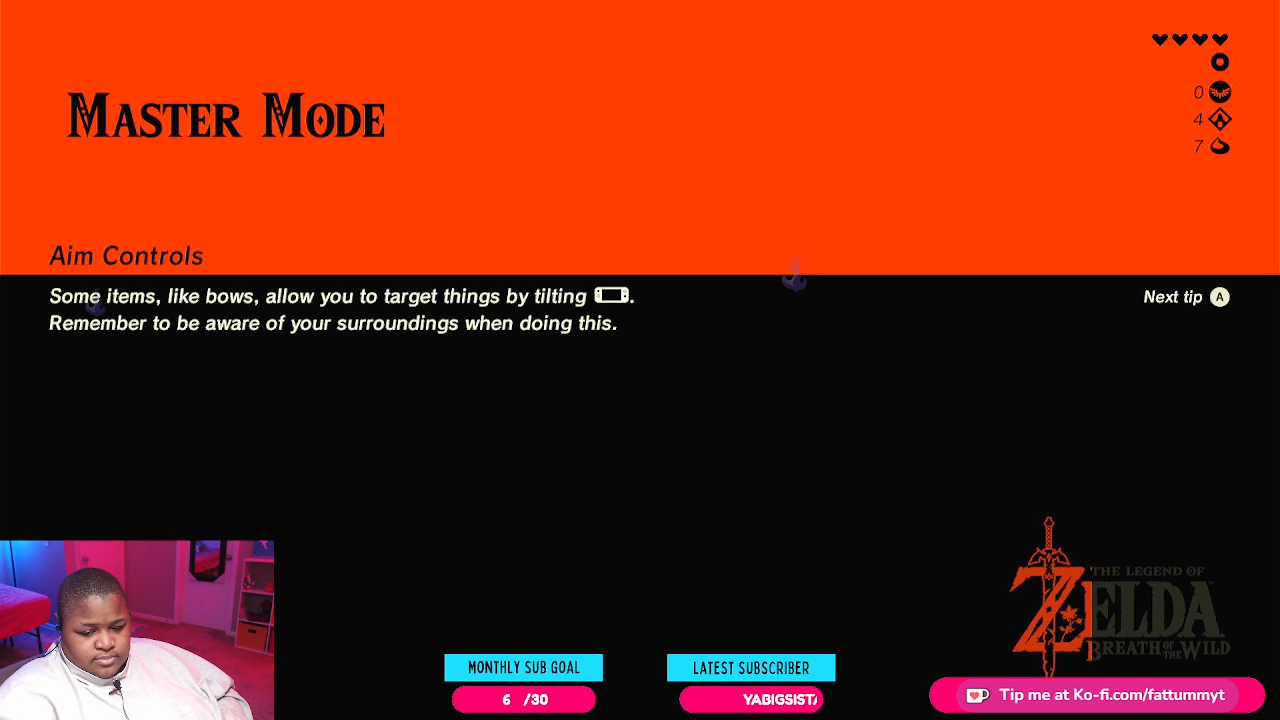 MASTER MODE
0
4
7
Aim Controls
Some items, like bows, allow you to target things by tilting .
Remember to be aware of your surroundings when doing this.
Next tip A
THE LEGEND OF
ZELDA
BREATH OF THE WILD
MONTHLY SUB GOAL
6 /30
LATEST SUBSCRIBER
YABIGSIST
Tip me at Ko-fi.com/fattummyt